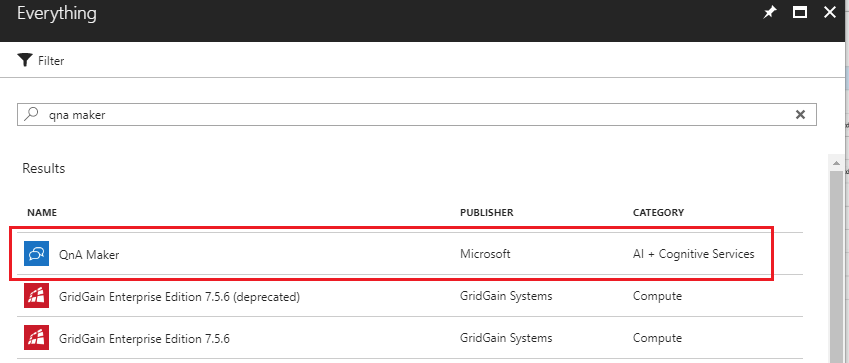 Everything
Filter
qna maker
Results
NAME PUBLISHER CATEGORY
QnA Maker Microsoft AI + Cognitive Services
GridGain Enterprise Edition 7.5.6 (deprecated) GridGain Systems Compute
GridGain Enterprise Edition 7.5.6 GridGain Systems Compute